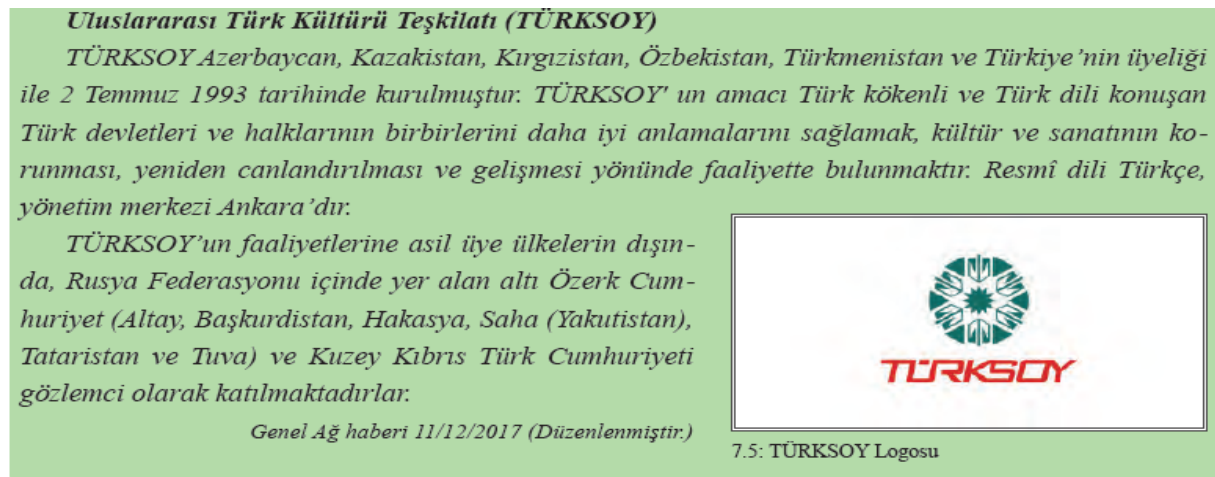 Uluslararası Türk Kültürü Teşkilatı (TÜRKSOY)
TÜRKSOY Azerbaycan, Kazakistan, Kırgızistan, Özbekistan, Türkmenistan ve Türkiye’nin üyeliği
ile 2 Temmuz 1993 tarihinde kurulmuştur. TÜRKSOY' un amacı Türk kökenli ve Türk dili konuşan
Türk devletleri ve halklarının birbirlerini daha iyi anlamalarını sağlamak, kültür ve sanatının ko-
runması, yeniden canlandırılması ve gelişmesi yönünde faaliyette bulunmaktır. Resmî dili Türkçe,
yönetim merkezi Ankara’dır.
TÜRKSOY’un faaliyetlerine asil üye ülkelerin dışın-
da, Rusya Federasyonu içinde yer alan altı Özerk Cum-
huriyet (Altay, Başkurdistan, Hakasya, Saha (Yakutistan),
Tataristan ve Tuva) ve Kuzey Kıbrıs Türk Cumhuriyeti
gözlemci olarak katılmaktadırlar.
Genel Ağ haberi 11/12/2017 (Düzenlenmiştir.)
TÜRKSOY
7.5: TÜRKSOY Logosu